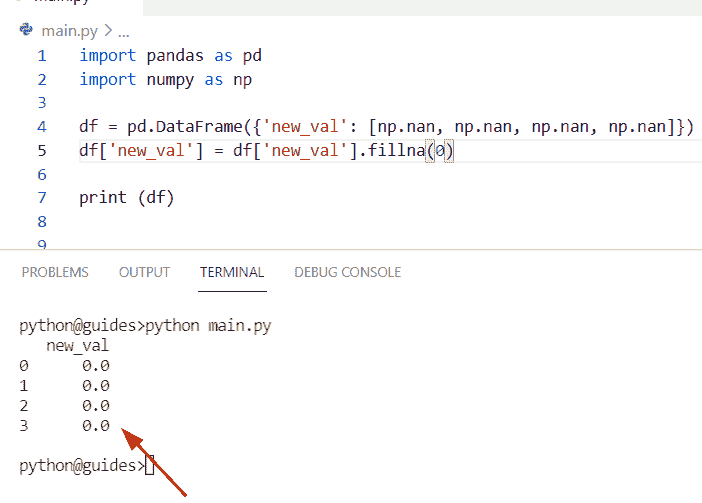 main.py
main.py > ...
1 import pandas as pd
2 import numpy as np
3
4 df = pd.DataFrame({'new_val': [np.nan, np.nan, np.nan, np.nan]})
5 df['new_val'] = df['new_val'].fillna(0)
6
7 print (df)
8
9
PROBLEMS OUTPUT TERMINAL DEBUG CONSOLE
python@guides>python main.py
new_val
0 0.0
1 0.0
2 0.0
3 0.0
python@guides>